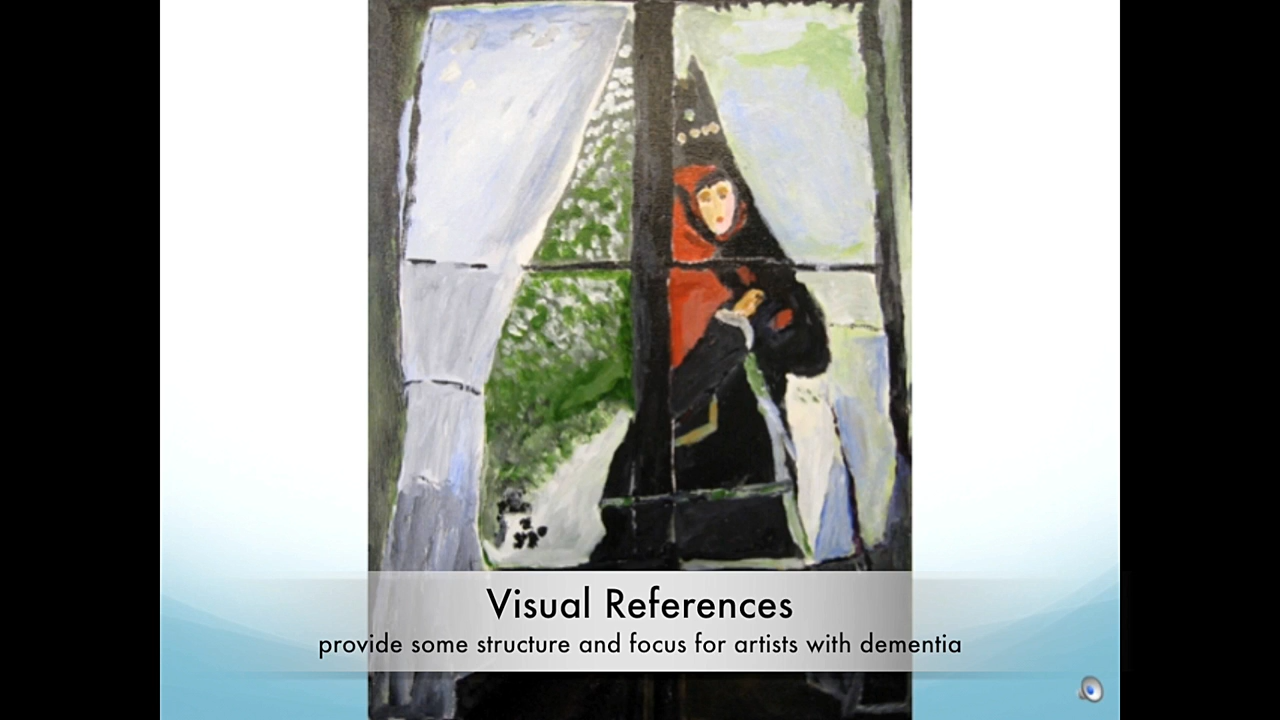 Visual References
provide some structure and focus for artists with dementia